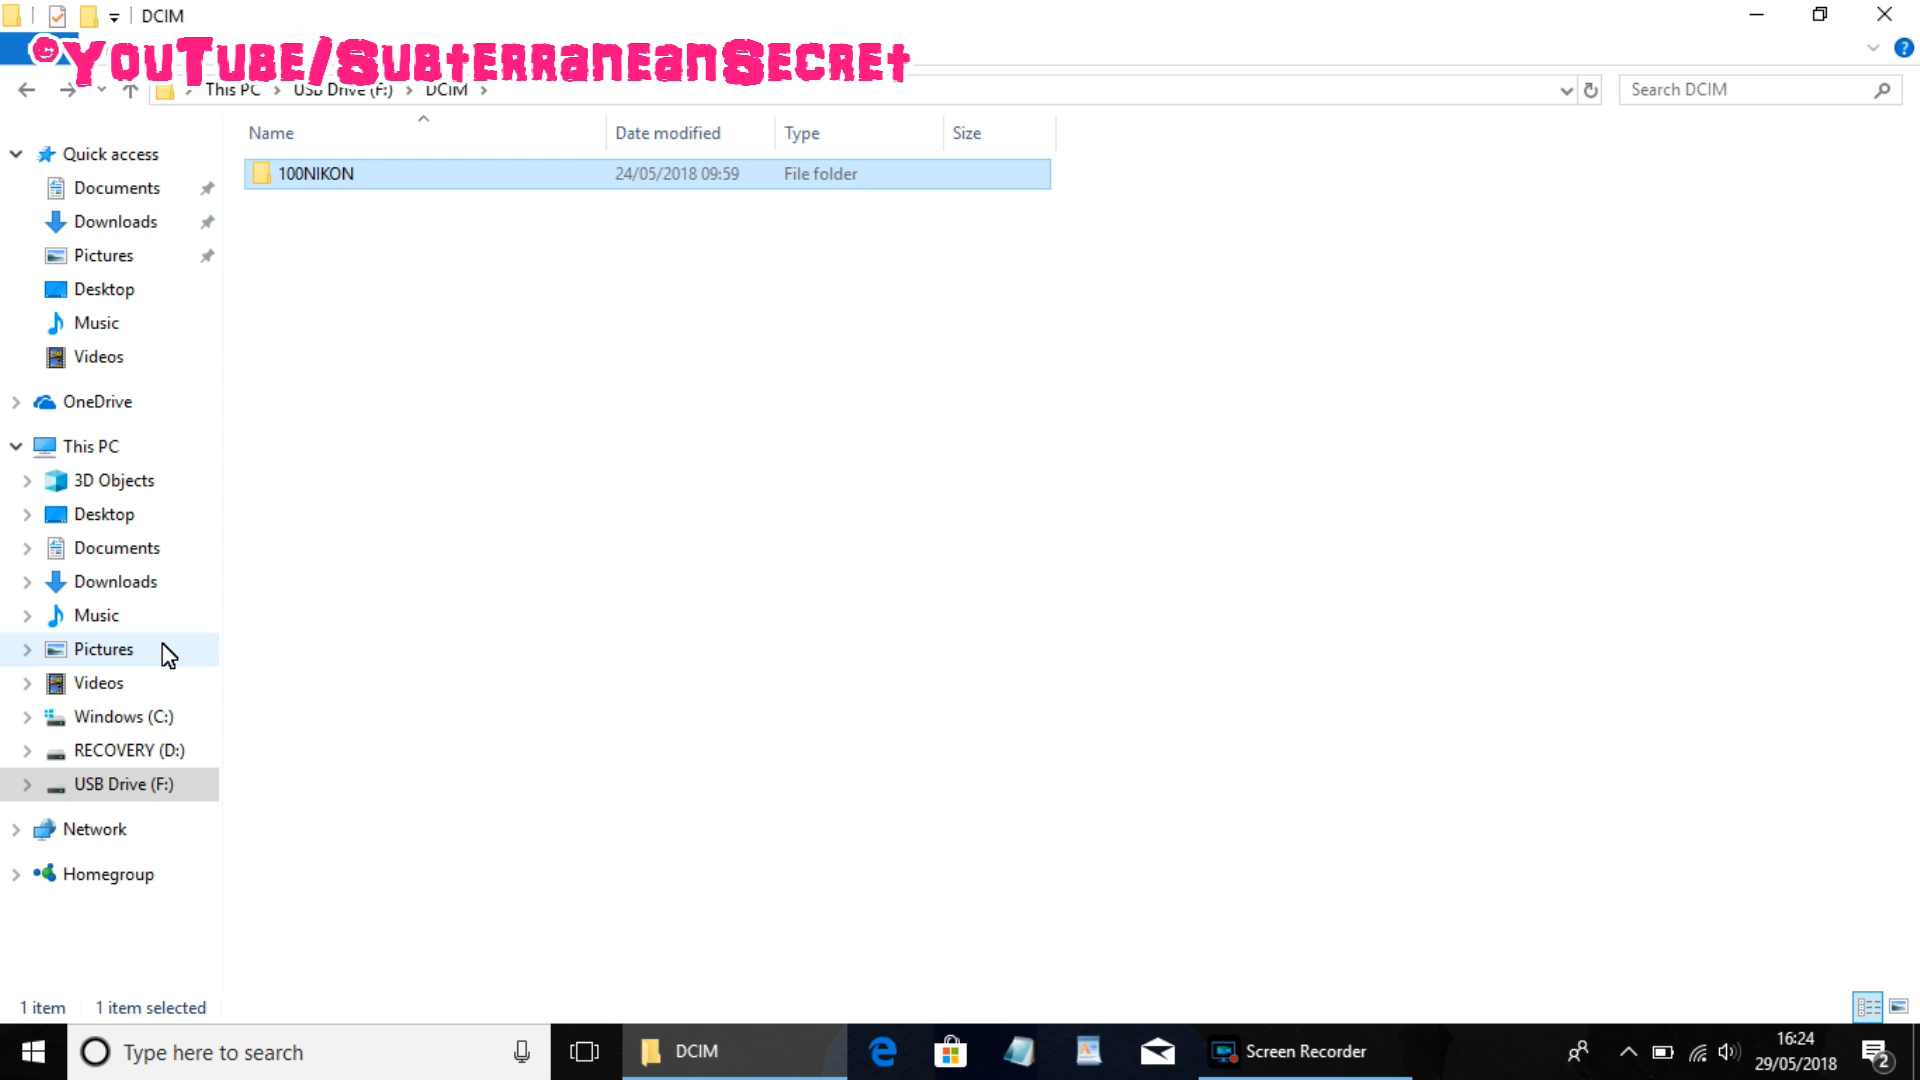 DCIM
©YouTube/SubterraneanSecret
This PC > USB Drive (F:) > DCIM >
Search DCIM
Name Date modified Type Size
100NIKON 24/05/2018 09:59 File folder
Quick access
Documents
Downloads
Pictures
Desktop
Music
Videos
OneDrive
This PC
3D Objects
Desktop
Documents
Downloads
Music
Pictures
Videos
Windows (C:)
RECOVERY (D:)
USB Drive (F:)
Network
Homegroup
1 item 1 item selected
Type here to search
DCIM
Screen Recorder
16:24
29/05/2018
2